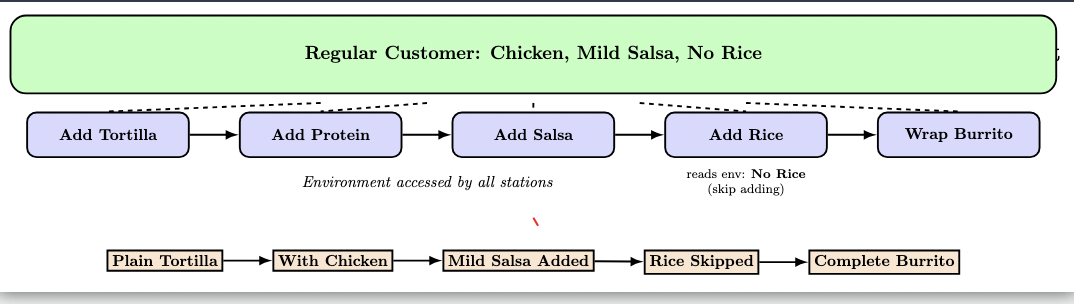 Regular Customer: Chicken, Mild Salsa, No Rice
Add Tortilla
Add Protein
Add Salsa
Add Rice
Wrap Burrito
Environment accessed by all stations
reads env: No Rice
(skip adding)
Plain Tortilla
With Chicken
Mild Salsa Added
Rice Skipped
Complete Burrito